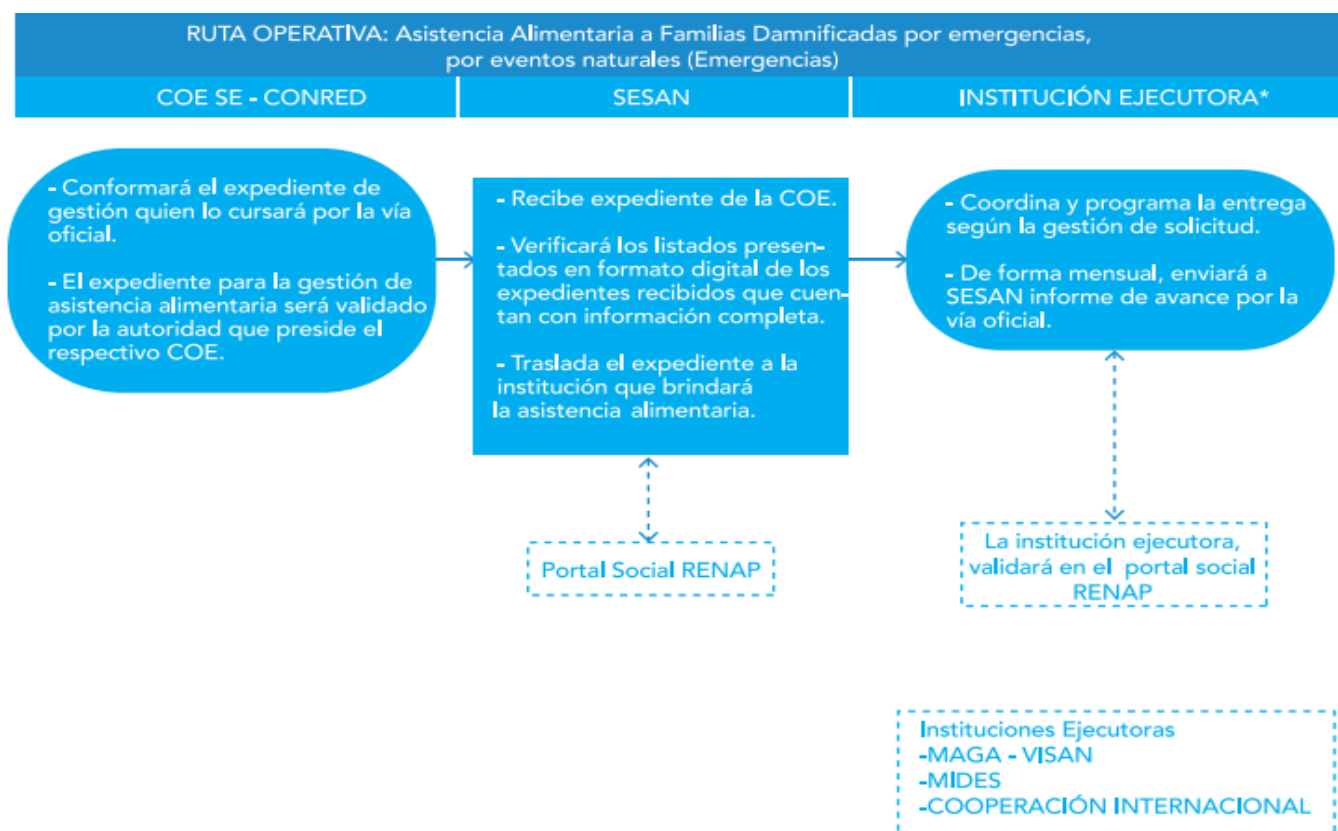 RUTA OPERATIVA: Asistencia Alimentaria a Familias Damnificadas por emergencias,
por eventos naturales (Emergencias)
COE SE - CONRED
SESAN
INSTITUCIÓN EJECUTORA*
- Conformará el expediente de
gestión quien lo cursará por la vía
oficial.
- El expediente para la gestión de
asistencia alimentaria será validado
por la autoridad que preside el
respectivo COE.
- Recibe expediente de la COE.
- Verificará los listados presen-
tados en formato digital de los
expedientes recibidos que cuen-
tan con información completa.
- Traslada el expediente a la
institución que brindará
la asistencia alimentaria.
- Coordina y programa la entrega
según la gestión de solicitud.
- De forma mensual, enviará a
SESAN informe de avance por la
vía oficial.
Portal Social RENAP
La institución ejecutora,
validará en el portal social
RENAP
Instituciones Ejecutoras
-MAGA - VISAN
-MIDES
-COOPERACIÓN INTERNACIONAL